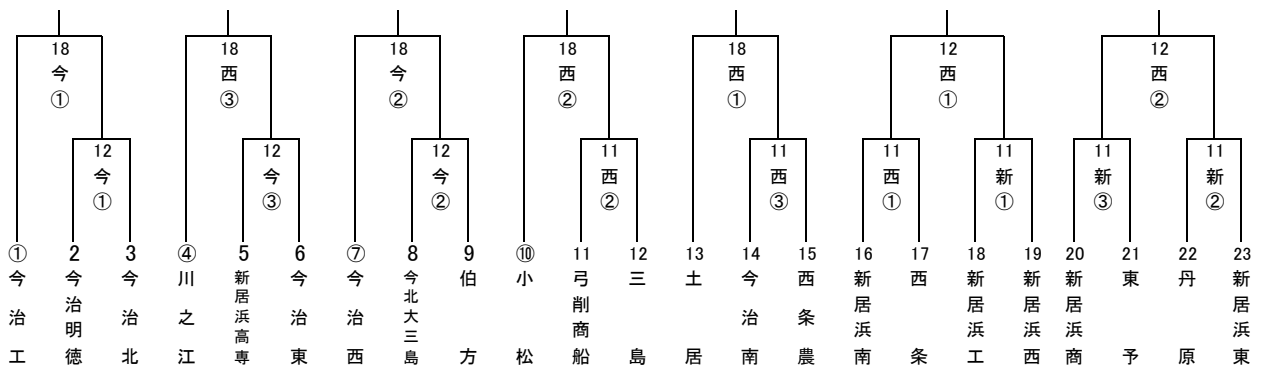 18 18 18 18 18 12 12
今 西 今 西 西 西 西
① ③ ② ② ① ① ②
12 12 12 11 11 11 11 11 11
今 今 今 西 西 西 新 新 新
① ③ ② ② ③ ① ① ③ ②
① 2 3 ④ 5 6 ⑦ 8 9 ⑩ 11 12 13 14 15 16 17 18 19 20 21 22 23
今治工
今治明徳
今治北
川之江
新居浜高専
今治東
今治西
今北大三島
伯方
小松
弓削商船
三島
土居
今治南
西条農
新居浜南
西条
新居浜工
新居浜西
新居浜商
東予
丹原
新居浜東